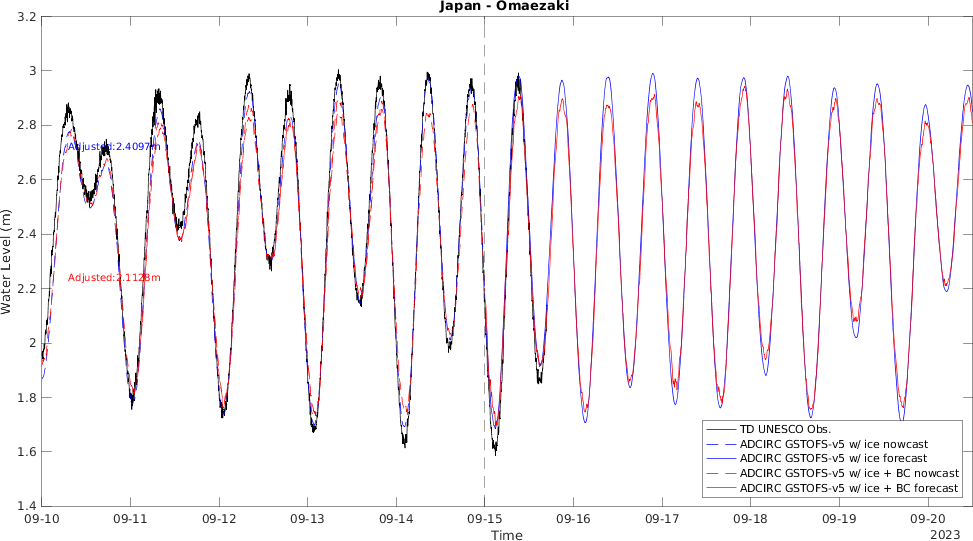 Japan - Omaezaki
3.2
3
2.8
2.6
2.4
2.2
2
1.8
1.6
1.4
Water Level (m)
Adjusted:2.4097m
Adjusted:2.1128m
TD UNESCO Obs.
ADCIRC GSTOFS-v5 w/ ice nowcast
ADCIRC GSTOFS-v5 w/ ice forecast
ADCIRC GSTOFS-v5 w/ ice + BC nowcast
ADCIRC GSTOFS-v5 w/ ice + BC forecast
09-10 09-11 09-12 09-13 09-14 09-15 09-16 09-17 09-18 09-19 09-20
Time
2023